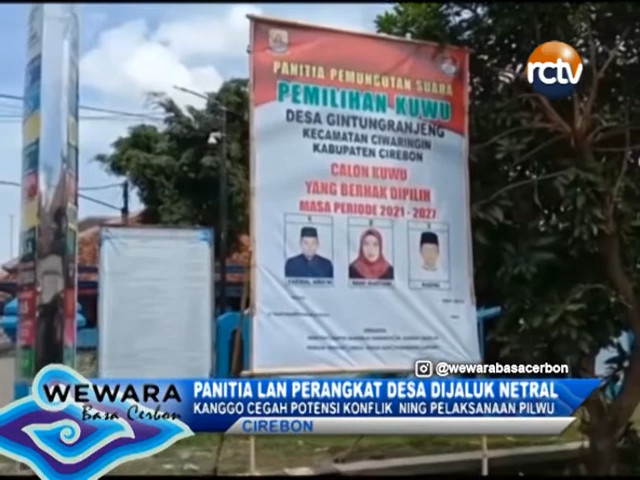 rctv
PANITIA PEMUNGUTAN SUARA
PEMILIHAN KUWU
DESA GINTUNGRANJENG
KECAMATAN CIWARINGIN
KABUPATEN CIREBON
CALON KUWU
YANG BERHAK DIPILIH
MASA PERIODE 2021 - 2027
@wewarabasacerbon
WEWARA
Basa Cerbon
PANITIA LAN PERANGKAT DESA DIJALUK NETRAL
KANGGO CEGAH POTENSI KONFLIK NING PELAKSANAAN PILWU
CIREBON